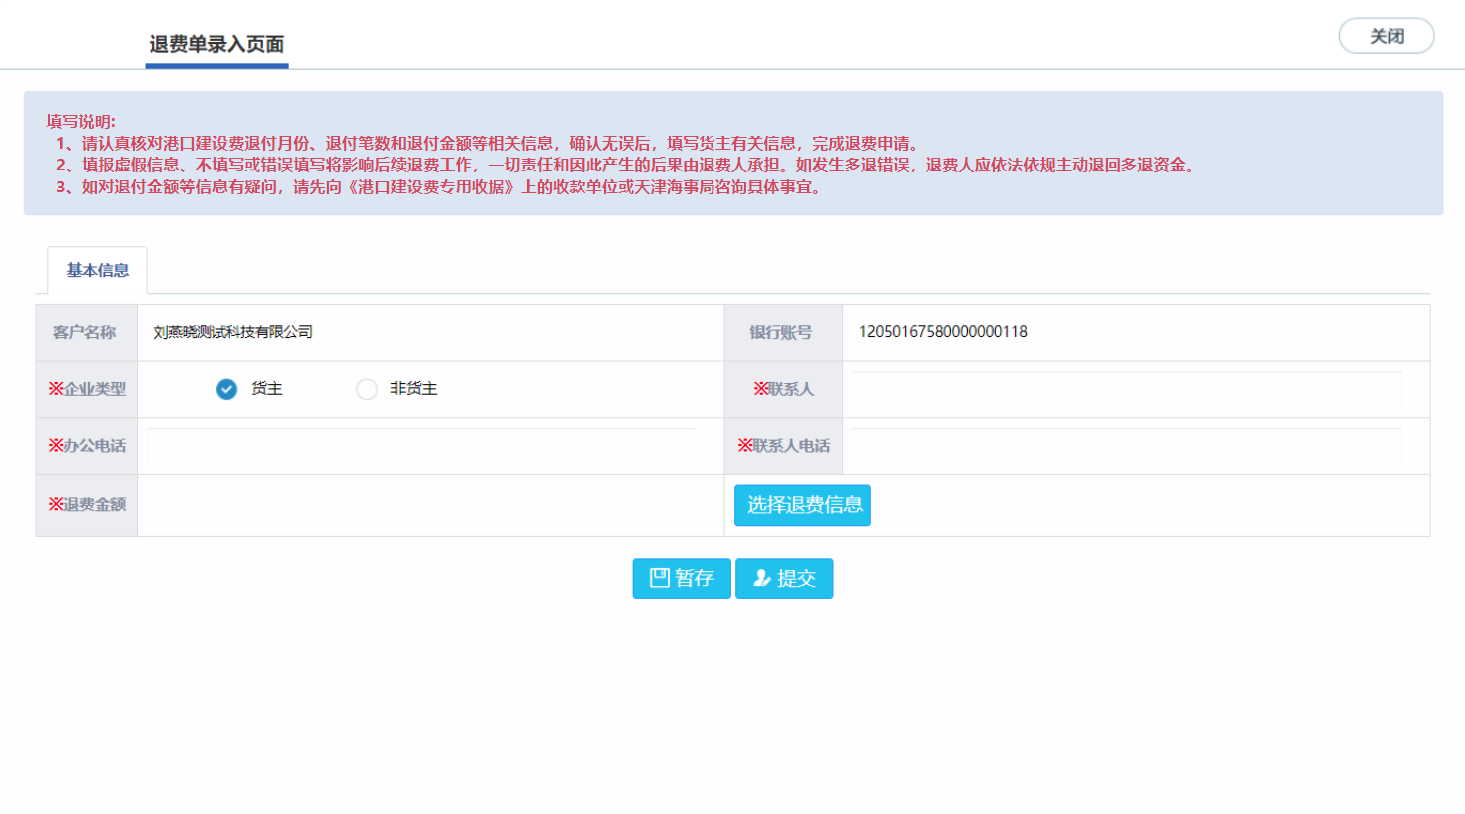 退费单录入页面
关闭
填写说明:
1、请认真核对港口建设费退付月份、退付笔数和退付金额等相关信息，确认无误后，填写货主有关信息，完成退费申请。
2、填报虚假信息、不填写或错误填写将影响后续退费工作，一切责任和因此产生的后果由退费人承担。如发生多退错误，退费人应依法依规主动退回多退资金。
3、如对退付金额等信息有疑问，请先向《港口建设费专用收据》上的收款单位或天津海事局咨询具体事宜。
基本信息
客户名称 刘燕晓测试科技有限公司 银行账号 12050167580000000118
※企业类型 货主 非货主 ※联系人
※办公电话 ※联系人电话
※退费金额 选择退费信息
暂存 提交